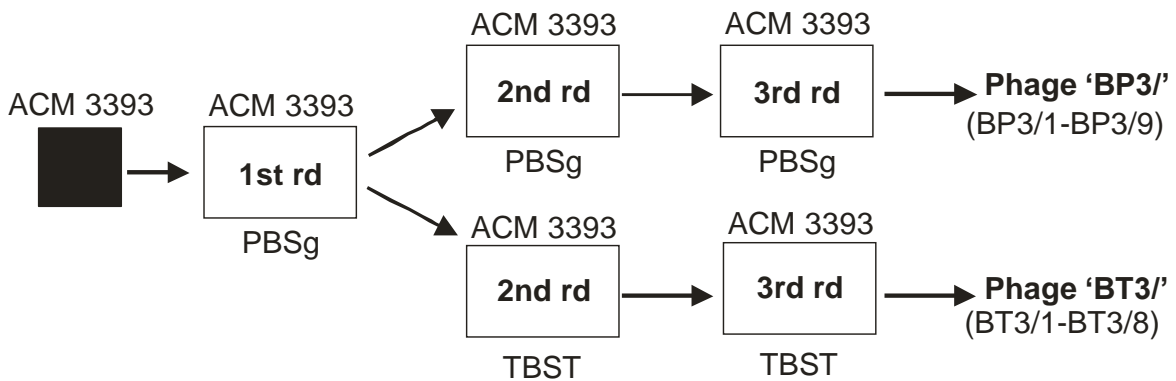 ACM 3393
ACM 3393
1st rd
PBSg
ACM 3393
2nd rd
PBSg
ACM 3393
3rd rd
PBSg
Phage ‘BP3/’
(BP3/1-BP3/9)
ACM 3393
2nd rd
TBST
ACM 3393
3rd rd
TBST
Phage ‘BT3/’
(BT3/1-BT3/8)